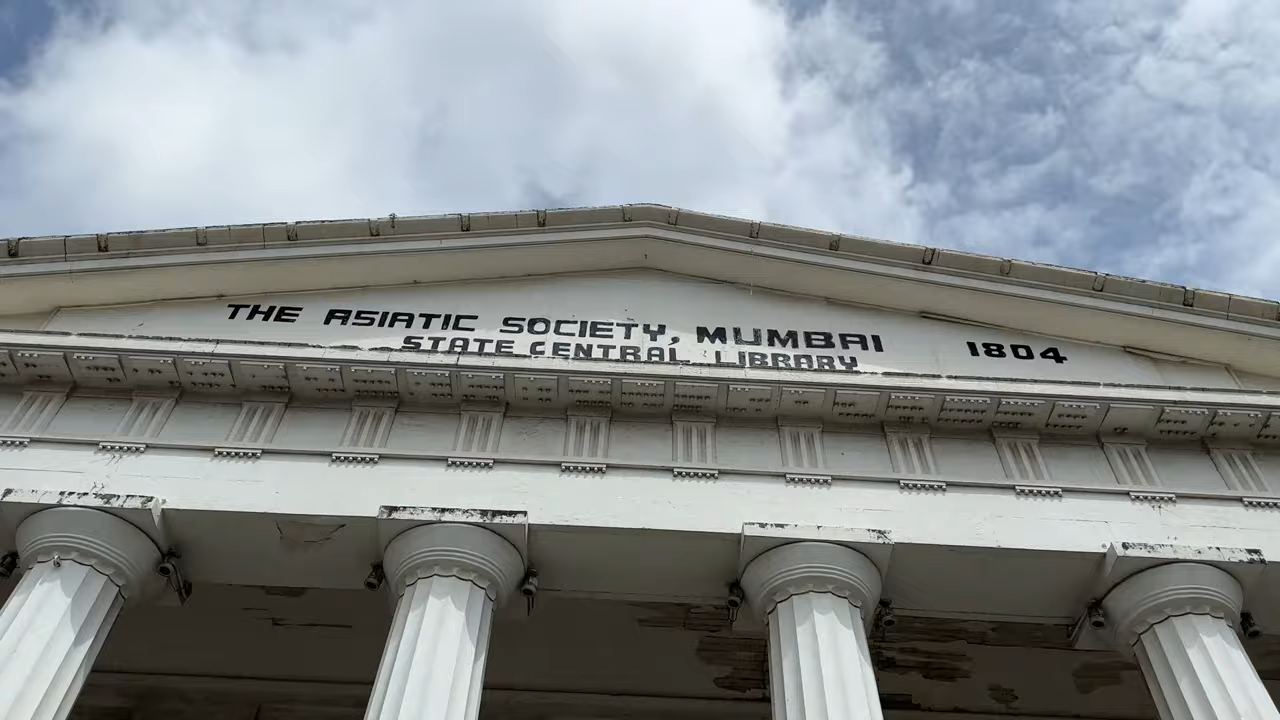 THE ASIATIC SOCIETY, MUMBAI 1804
STATE CENTRAL LIBRARY